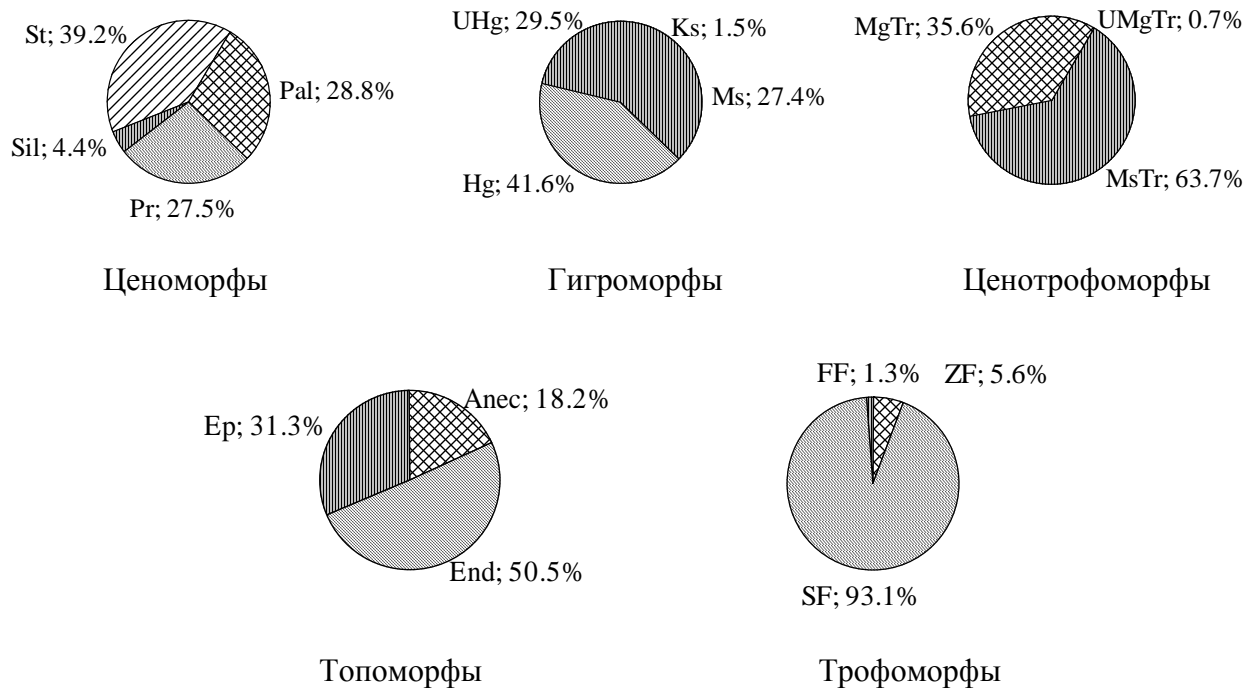 St; 39.2%
Pal; 28.8%
Sil; 4.4%
Pr; 27.5%
Ценоморфы
UHg; 29.5%
Ks; 1.5%
Ms; 27.4%
Hg; 41.6%
Гигроморфы
MgTr; 35.6%
UMgTr; 0.7%
MsTr; 63.7%
Ценотрофоморфы
Ep; 31.3%
Anec; 18.2%
End; 50.5%
Топоморфы
FF; 1.3%
ZF; 5.6%
SF; 93.1%
Трофоморфы